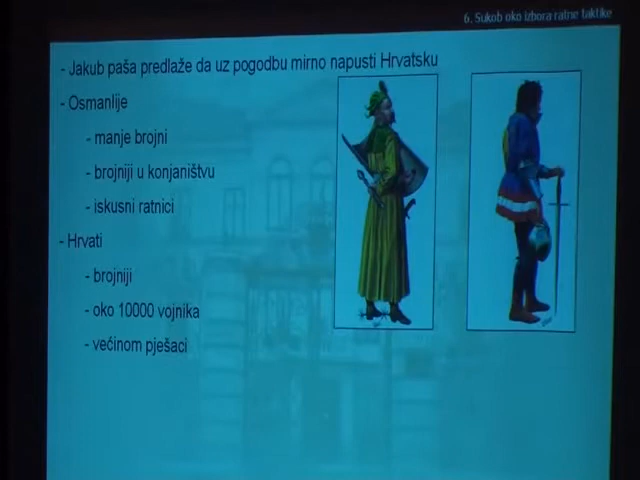 6. Sukob oko izbora ratne taktike
- Jakub paša predlaže da uz pogodbu mirno napusti Hrvatsku
- Osmanlije
- manje brojni
- brojniji u konjaništvu
- iskusni ratnici
- Hrvati
- brojniji
- oko 10000 vojnika
- većinom pješaci